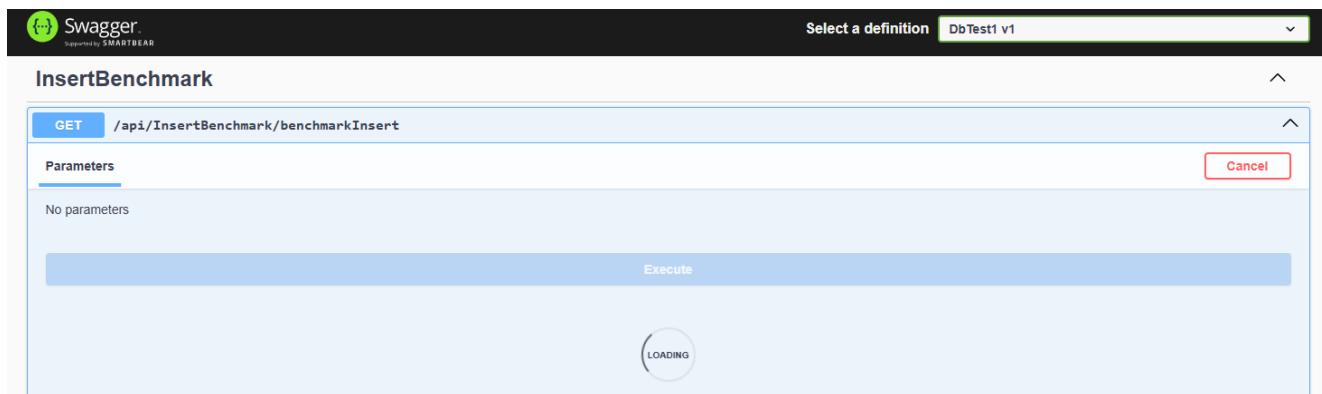 {···} Swagger.
Supported by SMARTBEAR
Select a definition
DbTest1 v1
InsertBenchmark
GET /api/InsertBenchmark/benchmarkInsert
Parameters
Cancel
No parameters
Execute
LOADING